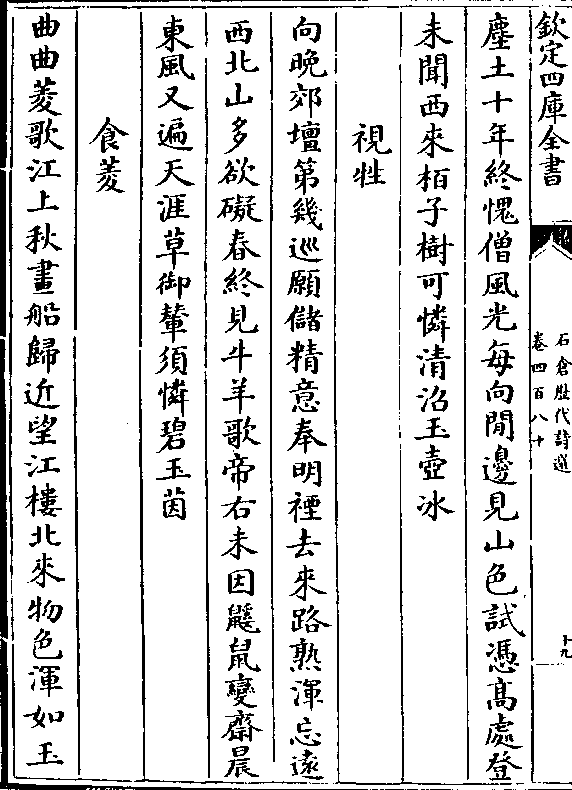 欽定四庫全書
石倉歷代詩選
卷四百八十
十九
塵土十年終愧僧風光每向閒邊見山色試憑髙處登
未聞西來栢子樹可憐清沼玉壺冰
視牲
向晚郊壇第幾巡願儲精意奉明禋去來路熟渾忘遠
西北山多欲礙春終見牛羊歌帝右未因鼷鼠變齋晨
東風又遍天涯草御輦須憐碧玉茵
食菱
曲曲菱歌江上秋畫船歸近望江樓北來物色渾如玉